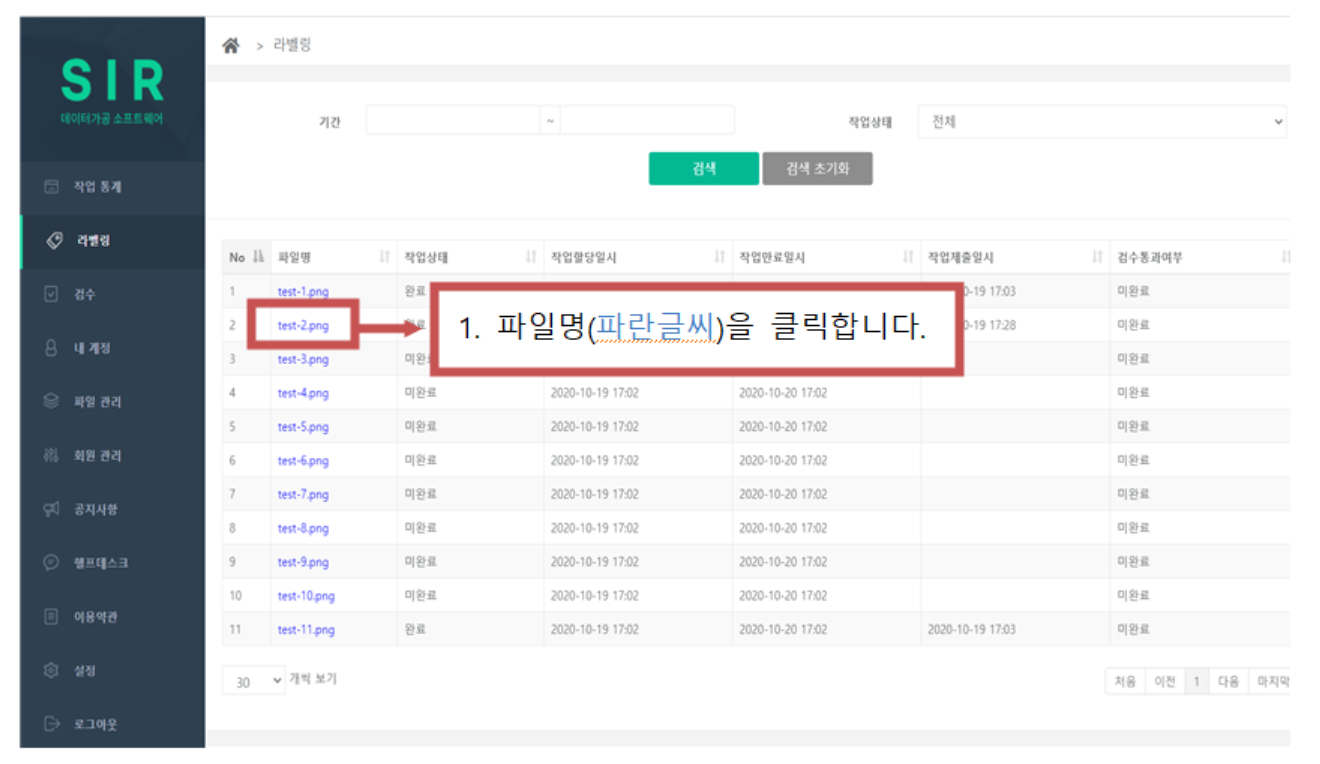 SIR
데이터가공 소프트웨어
작업 통계
라벨링
검수
내 계정
파일 관리
회원 관리
공지사항
헬프데스크
이용약관
설정
로그아웃
> 라벨링
기간 ~ 작업상태 전체
검색 검색 초기화
No 파일명 작업상태 작업할당일시 작업만료일시 작업제출일시 검수통과여부
1 test-1.png 완료 17:03 미완료
2 test-2.png 17:28 미완료
3 test-3.png 미완료
1. 파일명(파란글씨)을 클릭합니다.
4 test-4.png 미완료 2020-10-19 17:02 2020-10-20 17:02 미완료
5 test-5.png 미완료 2020-10-19 17:02 2020-10-20 17:02 미완료
6 test-6.png 미완료 2020-10-19 17:02 2020-10-20 17:02 미완료
7 test-7.png 미완료 2020-10-19 17:02 2020-10-20 17:02 미완료
8 test-8.png 미완료 2020-10-19 17:02 2020-10-20 17:02 미완료
9 test-9.png 미완료 2020-10-19 17:02 2020-10-20 17:02 미완료
10 test-10.png 미완료 2020-10-19 17:02 2020-10-20 17:02 미완료
11 test-11.png 완료 2020-10-19 17:02 2020-10-20 17:02 2020-10-19 17:03 미완료
30 개씩 보기
처음 이전 1 다음 마지막